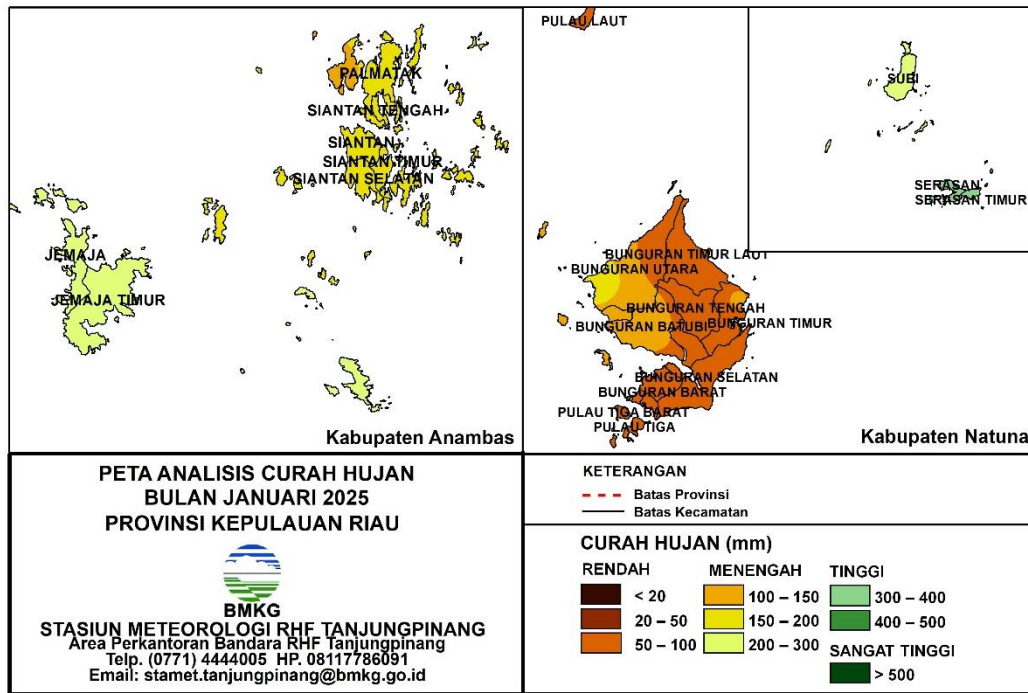 PALMATAK
SIANTAN TENGAH
SIANTAN
SIANTAN TIMUR
SIANTAN SELATAN
JEMAJA
JEMAJA TIMUR
Kabupaten Anambas
PULAU LAUT
SUBI
SERASAN
SERASAN TIMUR
BUNGURAN TIMUR LAUT
BUNGURAN UTARA
BUNGURAN TENGAH
BUNGURAN BATUBI
BUNGURAN TIMUR
BUNGURAN SELATAN
BUNGURAN BARAT
PULAU TIGA BARAT
PULAU TIGA
Kabupaten Natuna
PETA ANALISIS CURAH HUJAN
BULAN JANUARI 2025
PROVINSI KEPULAUAN RIAU
BMKG
STASIUN METEOROLOGI RHF TANJUNGPINANG
Area Perkantoran Bandara RHF Tanjungpinang
Telp. (0771) 4444005 HP. 08117786091
Email: stamet.tanjungpinang@bmkg.go.id
KETERANGAN
Batas Provinsi
Batas Kecamatan
CURAH HUJAN (mm)
RENDAH
< 20
20 – 50
50 – 100
MENENGAH
100 – 150
150 – 200
200 – 300
TINGGI
300 – 400
400 – 500
SANGAT TINGGI
> 500